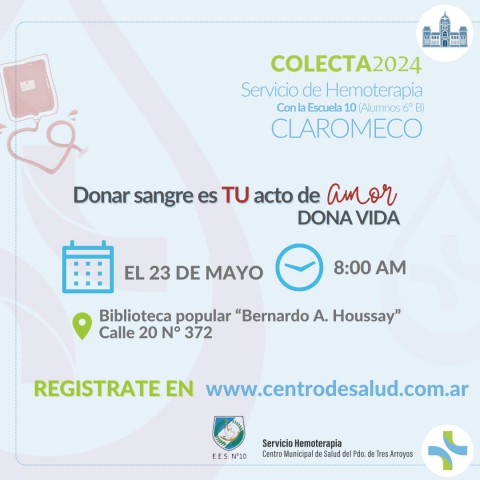 COLECTA2024
Servicio de Hemoterapia
Con la Escuela 10 (Alumnos 6º B)
CLAROMECO
Donar sangre es TU acto de amor
DONA VIDA
EL 23 DE MAYO
8:00 AM
Biblioteca popular “Bernardo A. Houssay”
Calle 20 N° 372
REGISTRATE EN www.centrodesalud.com.ar
E.E.S. N°10
Servicio Hemoterapia
Centro Municipal de Salud del Pdo. de Tres Arroyos